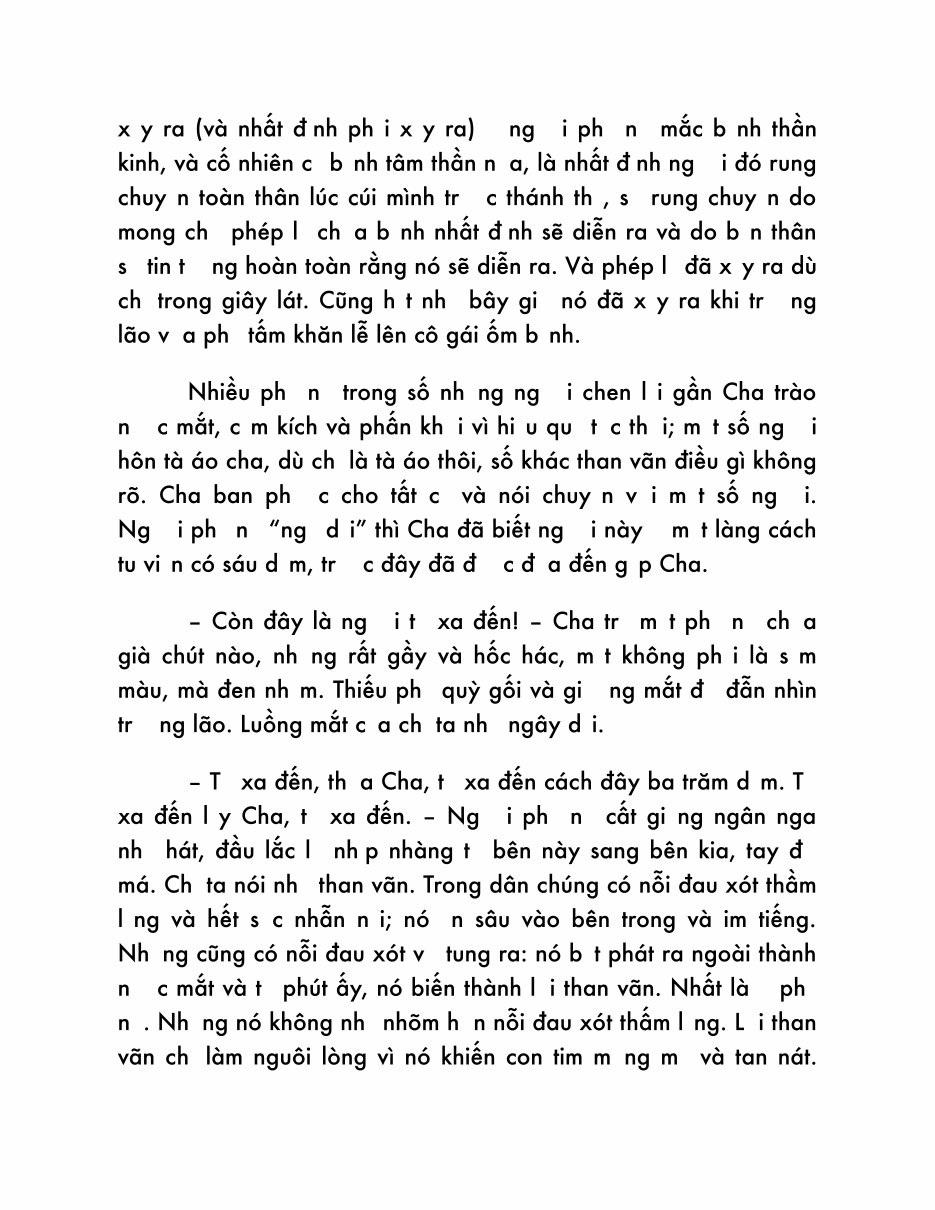 x y ra (và nhất đ nh ph i x y ra)   ng  i ph n  mắc b nh thần
kinh, và cố nhiên c  b nh tâm thần n a, là nhất đ nh ng  i đó rung
chuy n toàn thân lúc cúi mình tr  c thánh th , s  rung chuy n do
mong ch  phép l  ch a b nh nhất đ nh sẽ diễn ra và do b n thân
s  tin t  ng hoàn toàn rằng nó sẽ diễn ra. Và phép l  đã x y ra dù
ch  trong giây lát. Cũng h t nh  bây gi  nó đã x y ra khi tr  ng
lão v a ph  tấm khăn lễ lên cô gái ốm b nh.
Nhiều ph  n  trong số nh ng ng  i chen l i gần Cha trào
n  c mắt, c m kích và phấn kh i vì hi u qu  t c th i; m t số ng  i
hôn tà áo cha, dù ch  là tà áo thôi, số khác than vãn điều gì không
rõ. Cha ban ph  c cho tất c  và nói chuy n v i m t số ng  i.
Ng  i ph n  “ng  d i” thì Cha đã biết ng  i này   m t làng cách
tu vi n có sáu d m, tr  c đây đã đ  c đ a đến g p Cha.
– Còn đây là ng  i t  xa đến! – Cha tr  m t ph  n  ch a
già chút nào, nh ng rất gầy và hốc hác, m t không ph i là s m
màu, mà đen nh m. Thiếu ph  quỳ gối và gi  ng mắt đ  đẫn nhìn
tr  ng lão. Luồng mắt c a ch  ta nh  ngây d i.
– T  xa đến, th a Cha, t  xa đến cách đây ba trăm d m. T
xa đến l y Cha, t  xa đến. – Ng  i ph n  cất gi ng ngân nga
nh  hát, đầu lắc l  nh p nhàng t  bên này sang bên kia, tay đ
má. Ch  ta nói nh  than vãn. Trong dân chúng có nỗi đau xót thầm
l ng và hết s c nhẫn n i; nó  n sâu vào bên trong và im tiếng.
Nh ng cũng có nỗi đau xót v  tung ra: nó b t phát ra ngoài thành
n  c mắt và t  phút ấy, nó biến thành l i than vãn. Nhất là   ph
n . Nh ng nó không nh  nhõm h n nỗi đau xót thấm l ng. L i than
vãn ch  làm nguôi lòng vì nó khiến con tim m ng m  và tan nát.